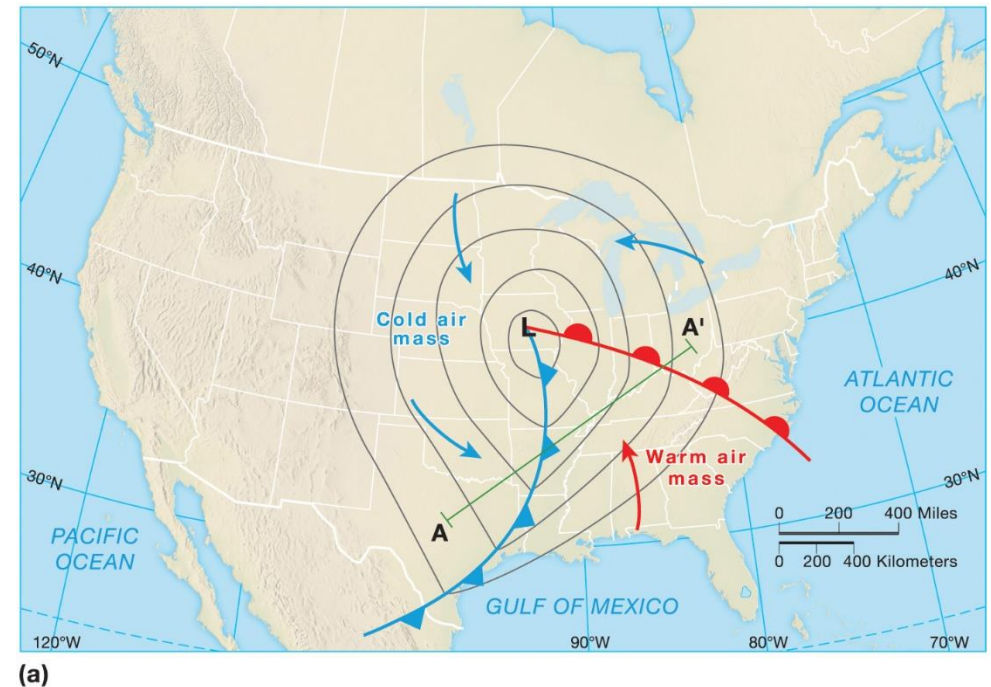 50°N
40°N
30°N
Cold air
mass
L
A'
A
Warm air
mass
40°N
30°N
ATLANTIC
OCEAN
PACIFIC
OCEAN
GULF OF MEXICO
0 200 400 Miles
0 200 400 Kilometers
120°W
90°W
80°W
70°W
(a)